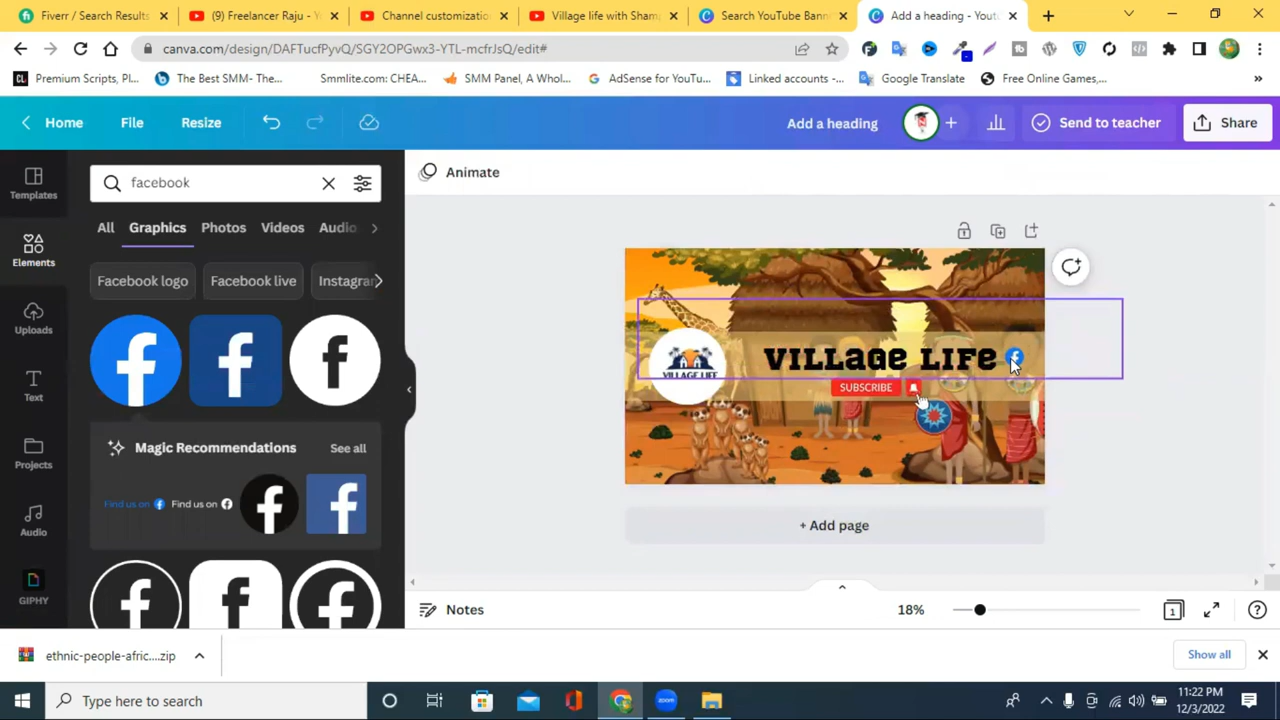 Fiverr / Search Results
(9) Freelancer Raju - Y
Channel customizatio
Village life with Sham
Search YouTube Bann
Add a heading - Yout
canva.com/design/DAFTucfPyvQ/SGY2OPGwx3-YTL-mcfrJsQ/edit#
Premium Scripts, Pl...
The Best SMM- The...
Smmlite.com: CHEA...
SMM Panel, A Whol...
AdSense for YouTu...
Linked accounts -...
Google Translate
Free Online Games,...
»
Home
File
Resize
Add a heading
Send to teacher
Share
Templates
Elements
Uploads
Text
Projects
Audio
GIPHY
facebook
All
Graphics
Photos
Videos
Audio
Facebook logo
Facebook live
Instagra
Magic Recommendations
See all
Find us on
Find us on
Animate
VILLAGE LIFE
VILLage LIFe
SUBSCRIBE
+ Add page
Notes
18%
1
ethnic-people-afric....zip
Show all
Type here to search
11:22 PM
12/3/2022